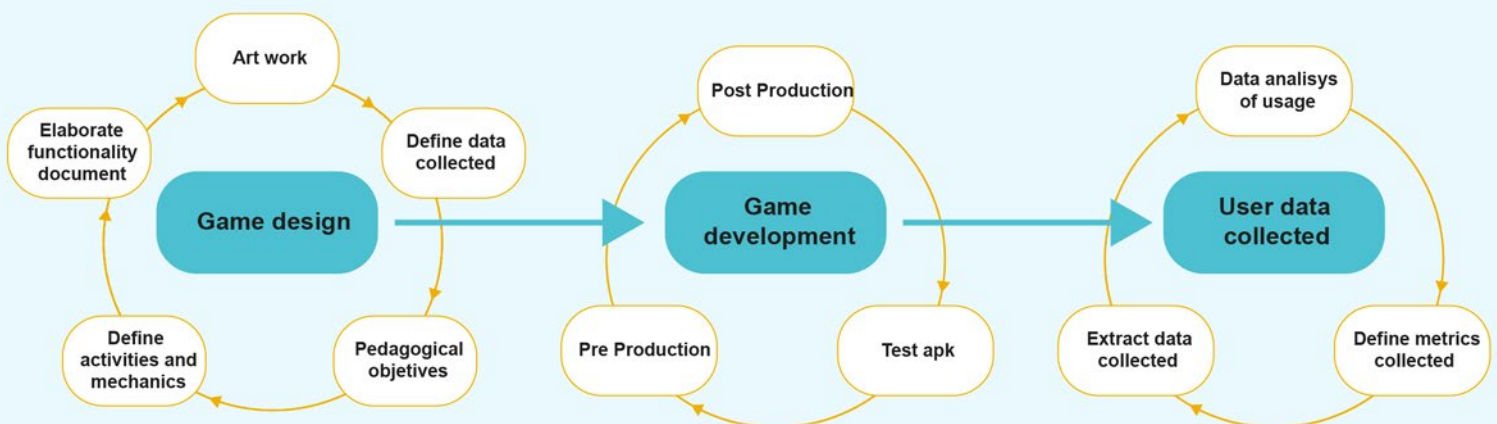 Art work
Elaborate
functionality
document
Define data
collected
Game design
Define
activities and
mechanics
Pedagogical
objetives
Post Production
Game
development
Pre Production
Test apk
Data analisys
of usage
User data
collected
Extract data
collected
Define metrics
collected